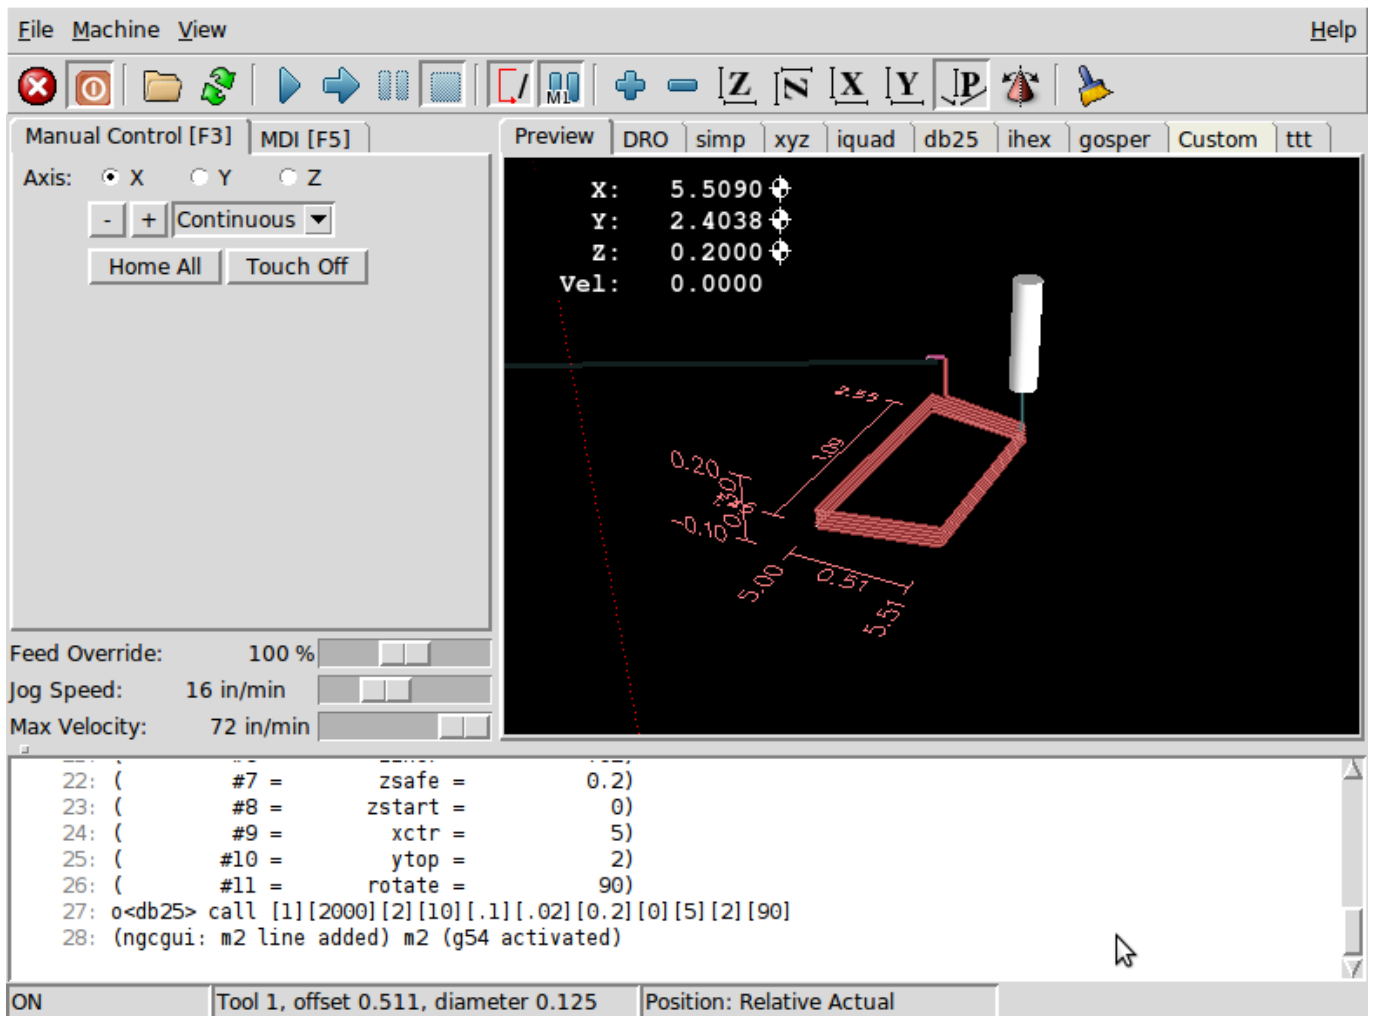 File Machine View Help
M1 Z N X Y P
Manual Control [F3] MDI [F5] Preview DRO simp xyz iquad db25 ihex gosper Custom ttt
Axis: X Y Z
- + Continuous
Home All Touch Off
X: 5.5090
Y: 2.4038
Z: 0.2000
Vel: 0.0000
0.20
-0.10
5.00
0.51
5.51
Feed Override: 100 %
Jog Speed: 16 in/min
Max Velocity: 72 in/min
22: ( #7 = zsafe = 0.2)
23: ( #8 = zstart = 0)
24: ( #9 = xctr = 5)
25: ( #10 = ytop = 2)
26: ( #11 = rotate = 90)
27: o<db25> call [1][2000][2][10][.1][.02][0.2][0][5][2][90]
28: (ngcgui: m2 line added) m2 (g54 activated)
ON Tool 1, offset 0.511, diameter 0.125 Position: Relative Actual